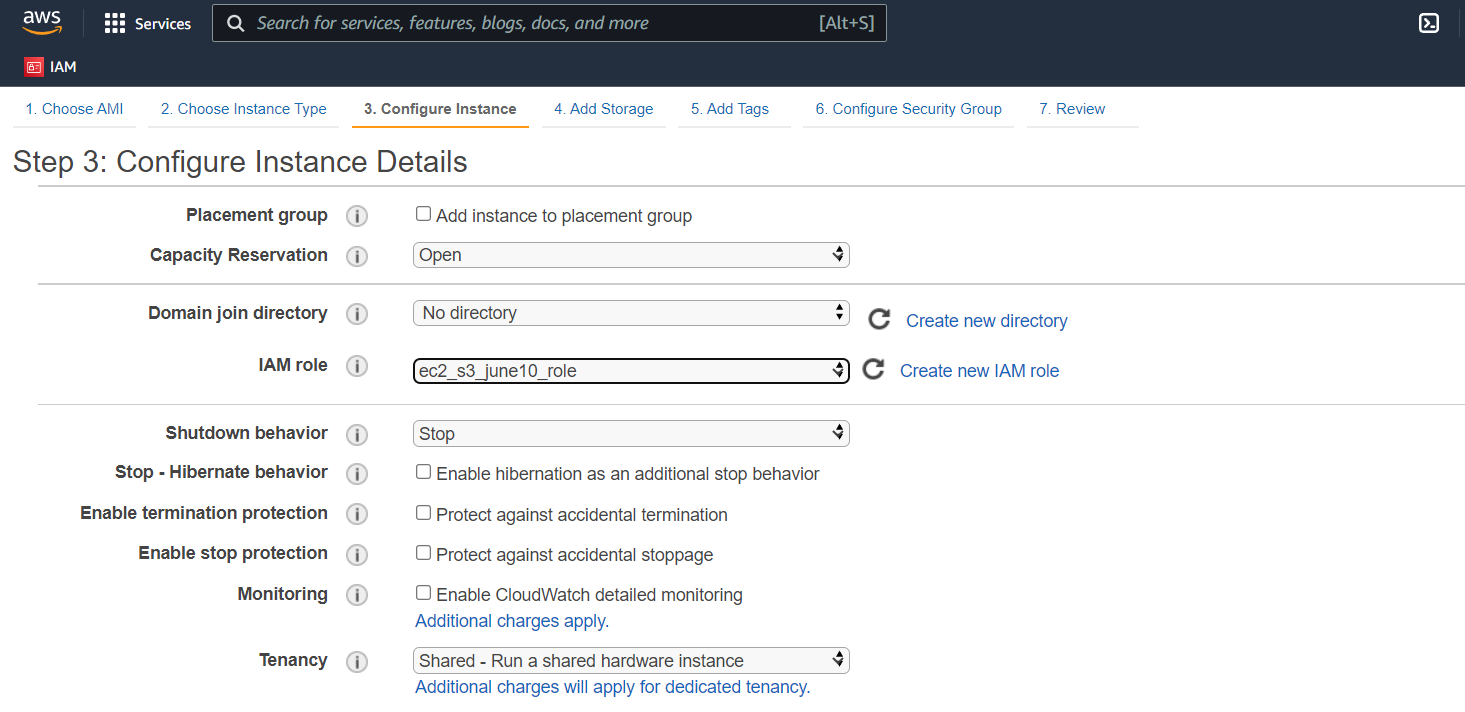 aws
Services
Search for services, features, blogs, docs, and more [Alt+S]
IAM
1. Choose AMI 2. Choose Instance Type 3. Configure Instance 4. Add Storage 5. Add Tags 6. Configure Security Group 7. Review
Step 3: Configure Instance Details
Placement group Add instance to placement group
Capacity Reservation Open
Domain join directory No directory Create new directory
IAM role ec2_s3_june10_role Create new IAM role
Shutdown behavior Stop
Stop - Hibernate behavior Enable hibernation as an additional stop behavior
Enable termination protection Protect against accidental termination
Enable stop protection Protect against accidental stoppage
Monitoring Enable CloudWatch detailed monitoring
Additional charges apply.
Tenancy Shared - Run a shared hardware instance
Additional charges will apply for dedicated tenancy.